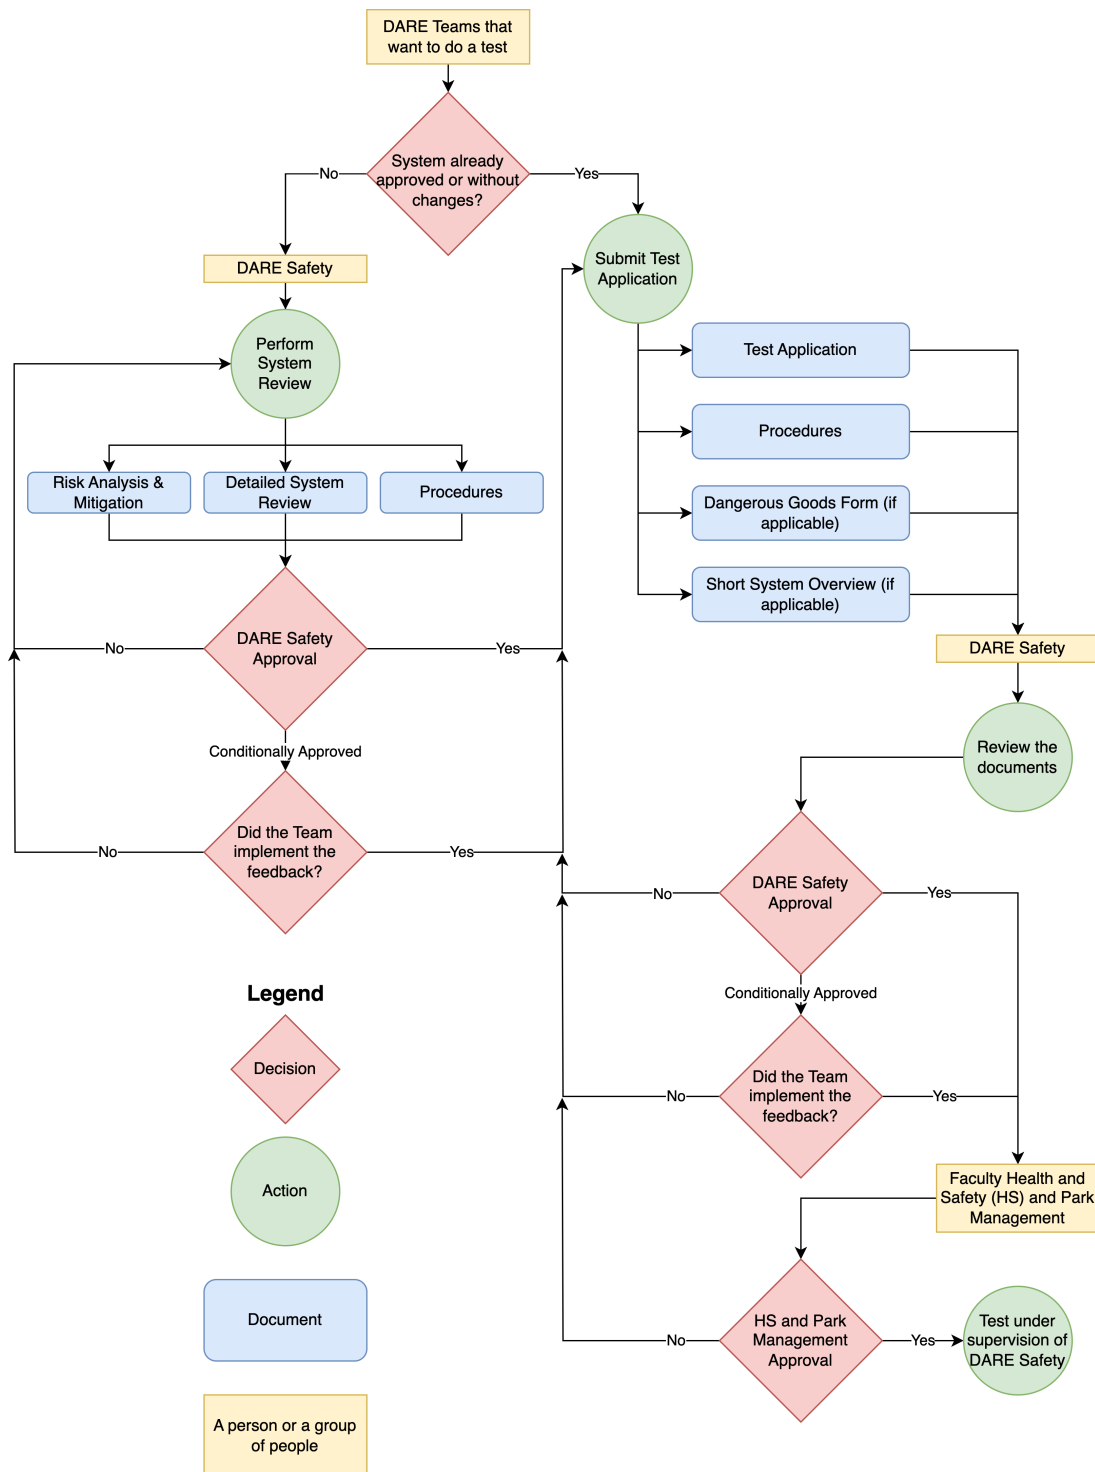 DARE Teams that
want to do a test
System already
approved or without
changes?
No
Yes
DARE Safety
Perform
System
Review
Risk Analysis &
Mitigation
Detailed System
Review
Procedures
DARE Safety
Approval
No
Yes
Conditionally Approved
Did the Team
implement the
feedback?
No
Yes
Submit Test
Application
Test Application
Procedures
Dangerous Goods Form (if
applicable)
Short System Overview (if
applicable)
DARE Safety
Review the
documents
DARE Safety
Approval
No
Yes
Conditionally Approved
Did the Team
implement the
feedback?
No
Yes
Faculty Health and
Safety (HS) and Park
Management
HS and Park
Management
Approval
No
Yes
Test under
supervision of
DARE Safety
Legend
Decision
Action
Document
A person or a group
of people